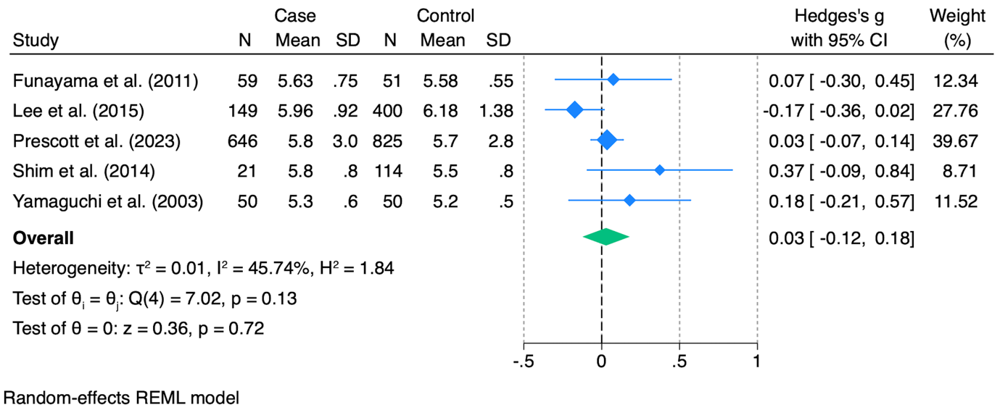 Case Control Hedges's g Weight
Study N Mean SD N Mean SD with 95% CI (%)
Funayama et al. (2011) 59 5.63 .75 51 5.58 .55 0.07 [ -0.30, 0.45] 12.34
Lee et al. (2015) 149 5.96 .92 400 6.18 1.38 -0.17 [ -0.36, 0.02] 27.76
Prescott et al. (2023) 646 5.8 3.0 825 5.7 2.8 0.03 [ -0.07, 0.14] 39.67
Shim et al. (2014) 21 5.8 .8 114 5.5 .8 0.37 [ -0.09, 0.84] 8.71
Yamaguchi et al. (2003) 50 5.3 .6 50 5.2 .5 0.18 [ -0.21, 0.57] 11.52
Overall 0.03 [ -0.12, 0.18]
Heterogeneity: τ² = 0.01, I² = 45.74%, H² = 1.84
Test of θᵢ = θⱼ: Q(4) = 7.02, p = 0.13
Test of θ = 0: z = 0.36, p = 0.72
-.5 0 .5 1
Random-effects REML model